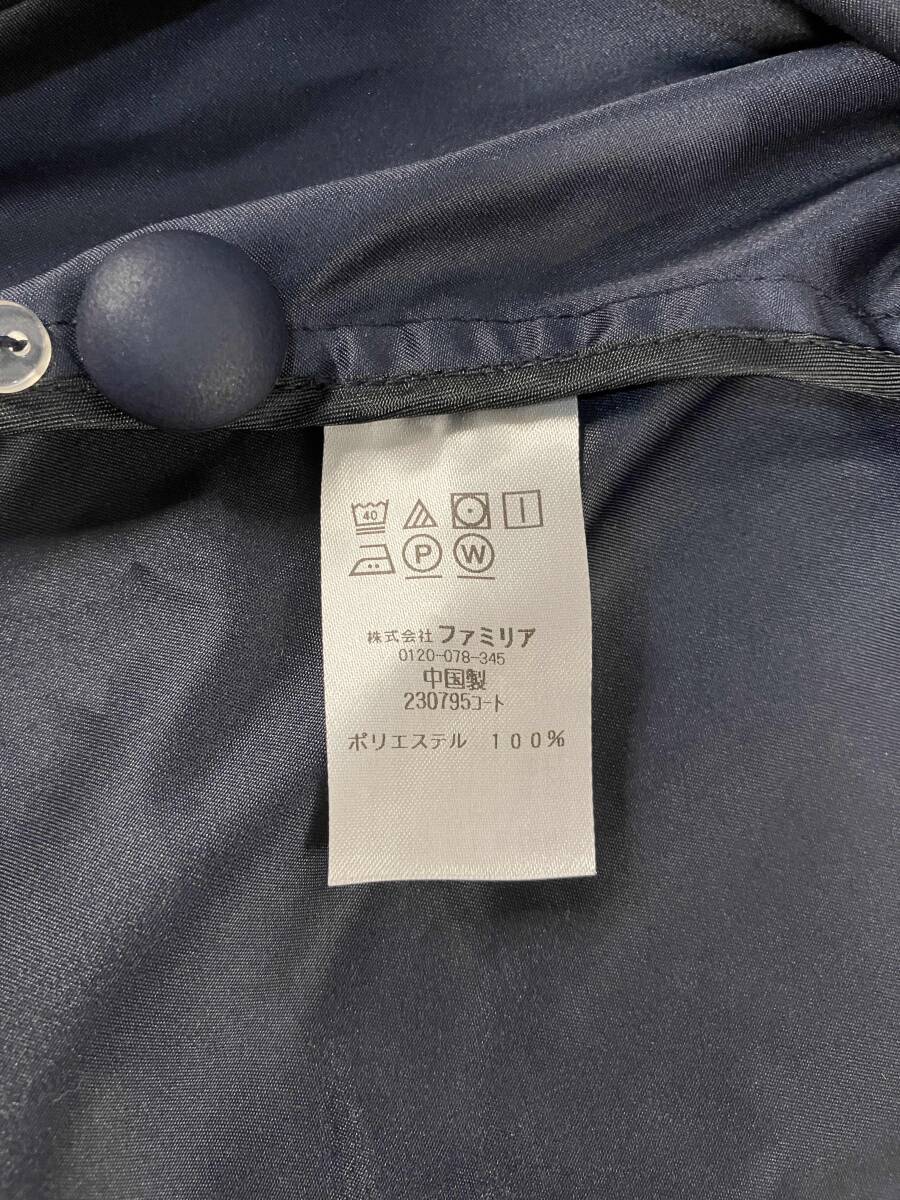 40
P W
株式会社 ファミリア
0120-078-345
中国製
230795コート
ポリエステル 100%